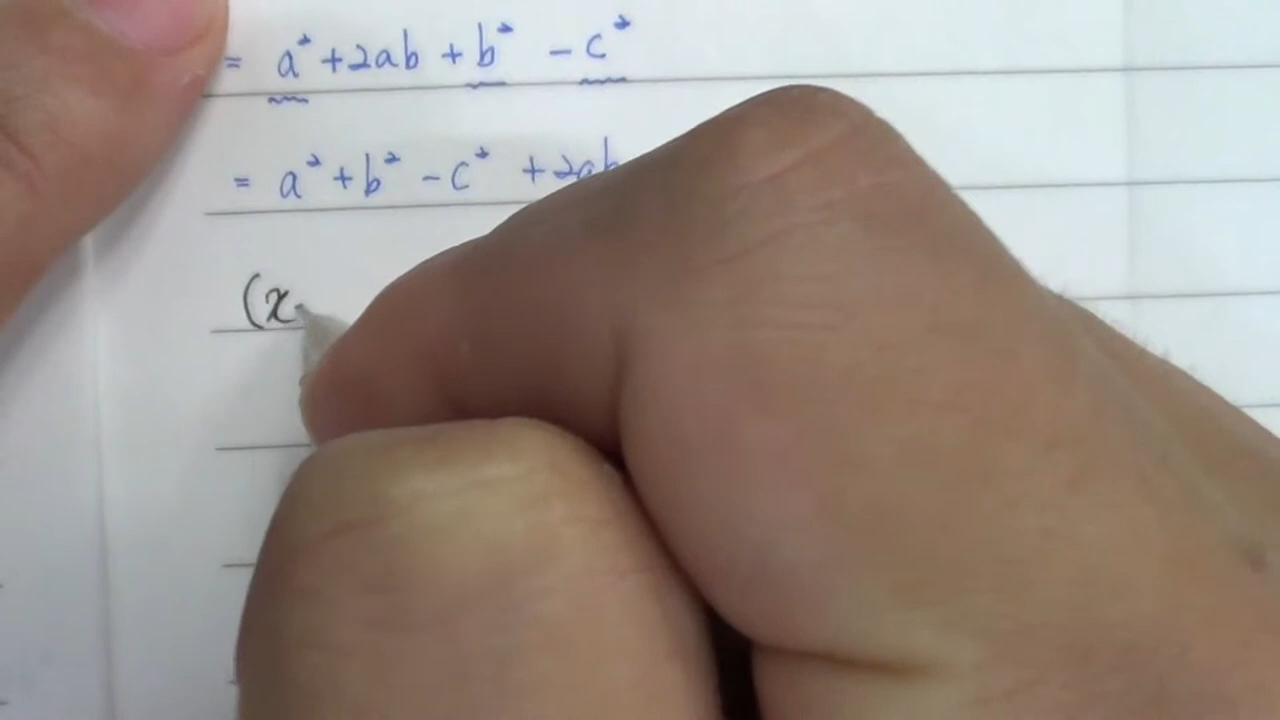 = a² + 2ab + b² - c²
= a² + b² - c² + 2ab
(x